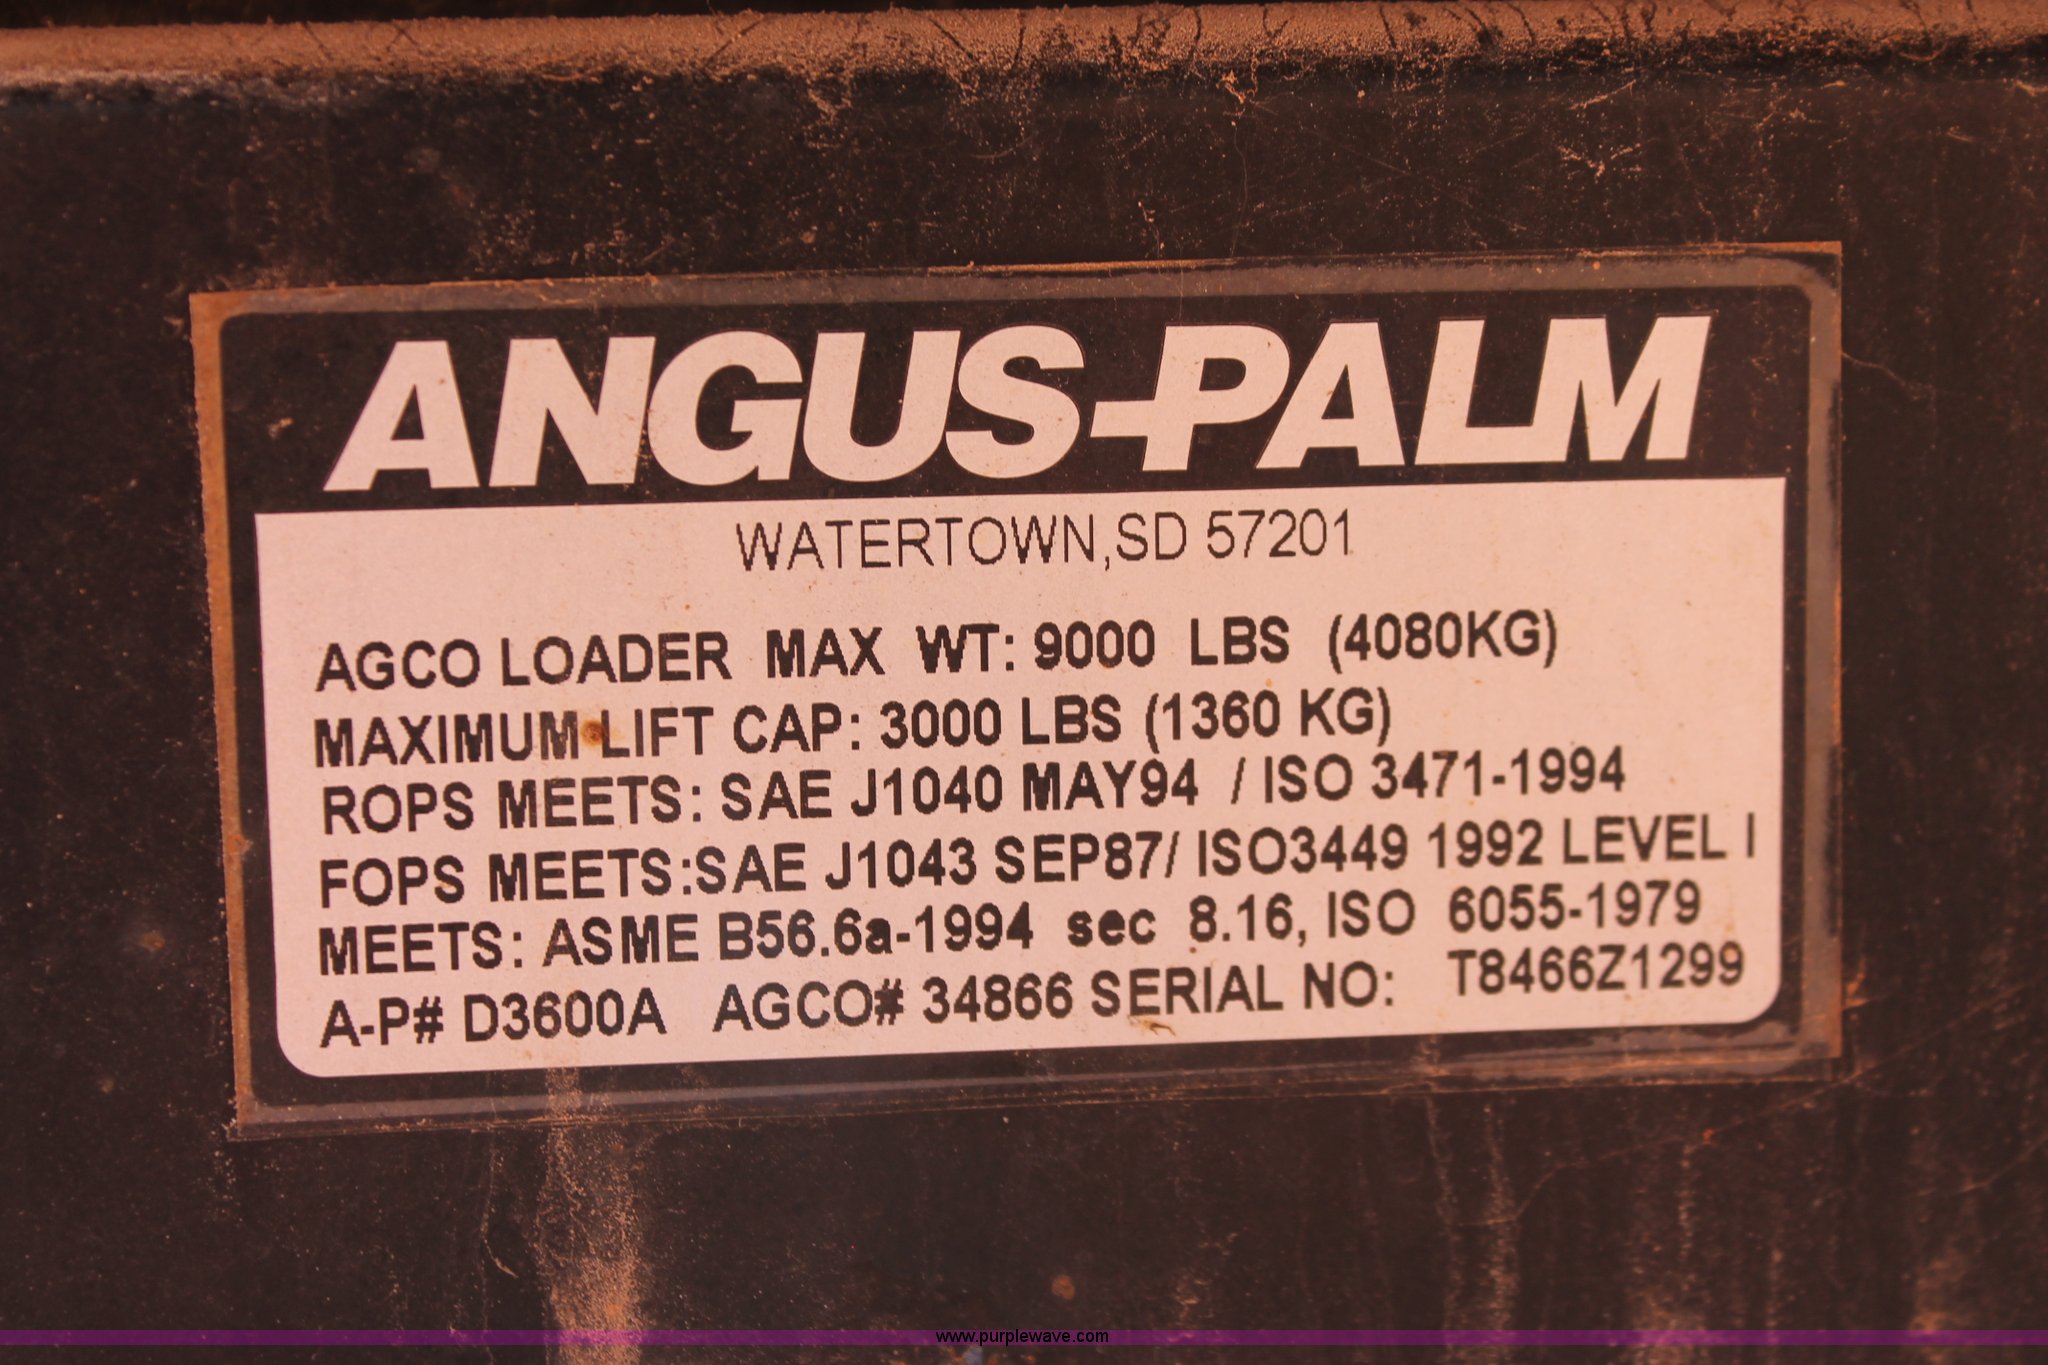 ANGUS-PALM
WATERTOWN,SD 57201
AGCO LOADER MAX WT: 9000 LBS (4080KG)
MAXIMUM LIFT CAP: 3000 LBS (1360 KG)
ROPS MEETS: SAE J1040 MAY94 / ISO 3471-1994
FOPS MEETS:SAE J1043 SEP87/ ISO3449 1992 LEVEL I
MEETS: ASME B56.6a-1994 sec 8.16, ISO 6055-1979
A-P# D3600A AGCO# 34866 SERIAL NO: T8466Z1299
www.purplewave.com